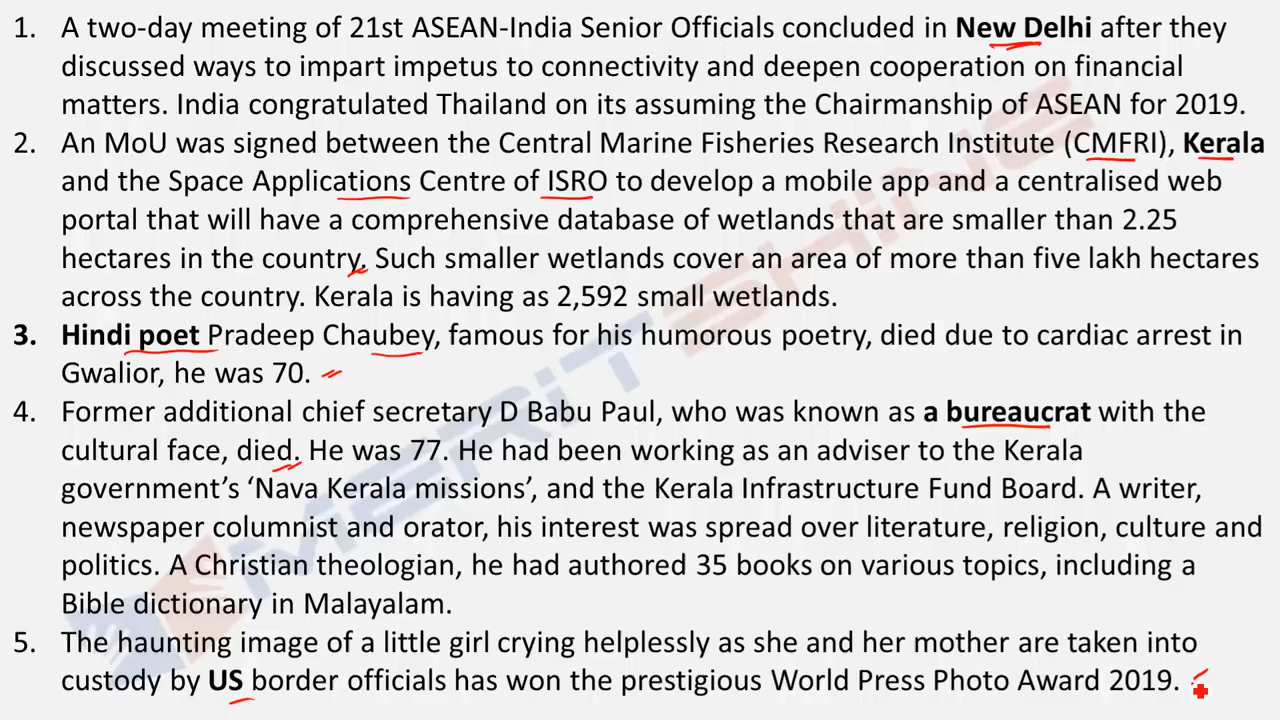 1. A two-day meeting of 21st ASEAN-India Senior Officials concluded in New Delhi after they
discussed ways to impart impetus to connectivity and deepen cooperation on financial
matters. India congratulated Thailand on its assuming the Chairmanship of ASEAN for 2019.
2. An MoU was signed between the Central Marine Fisheries Research Institute (CMFRI), Kerala
and the Space Applications Centre of ISRO to develop a mobile app and a centralised web
portal that will have a comprehensive database of wetlands that are smaller than 2.25
hectares in the country. Such smaller wetlands cover an area of more than five lakh hectares
across the country. Kerala is having as 2,592 small wetlands.
3. Hindi poet Pradeep Chaubey, famous for his humorous poetry, died due to cardiac arrest in
Gwalior, he was 70.
4. Former additional chief secretary D Babu Paul, who was known as a bureaucrat with the
cultural face, died. He was 77. He had been working as an adviser to the Kerala
government’s ‘Nava Kerala missions’, and the Kerala Infrastructure Fund Board. A writer,
newspaper columnist and orator, his interest was spread over literature, religion, culture and
politics. A Christian theologian, he had authored 35 books on various topics, including a
Bible dictionary in Malayalam.
5. The haunting image of a little girl crying helplessly as she and her mother are taken into
custody by US border officials has won the prestigious World Press Photo Award 2019.
MERiT SHINE